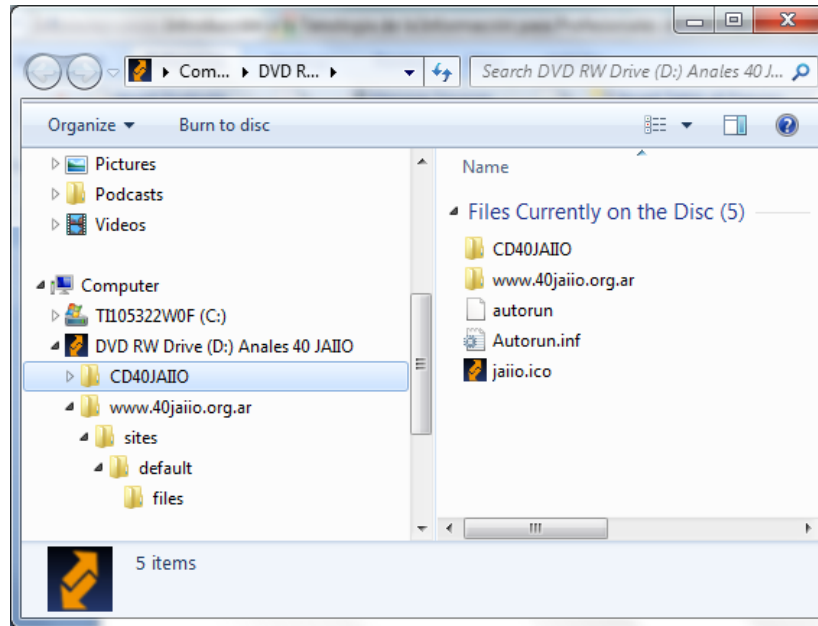 Com... DVD R...
Search DVD RW Drive (D:) Anales 40 J...
Organize Burn to disc
Pictures
Podcasts
Videos
Computer
TI105322W0F (C:)
DVD RW Drive (D:) Anales 40 JAIIO
CD40JAIIO
www.40jaiio.org.ar
sites
default
files
Name
Files Currently on the Disc (5)
CD40JAIIO
www.40jaiio.org.ar
autorun
Autorun.inf
jaiio.ico
5 items